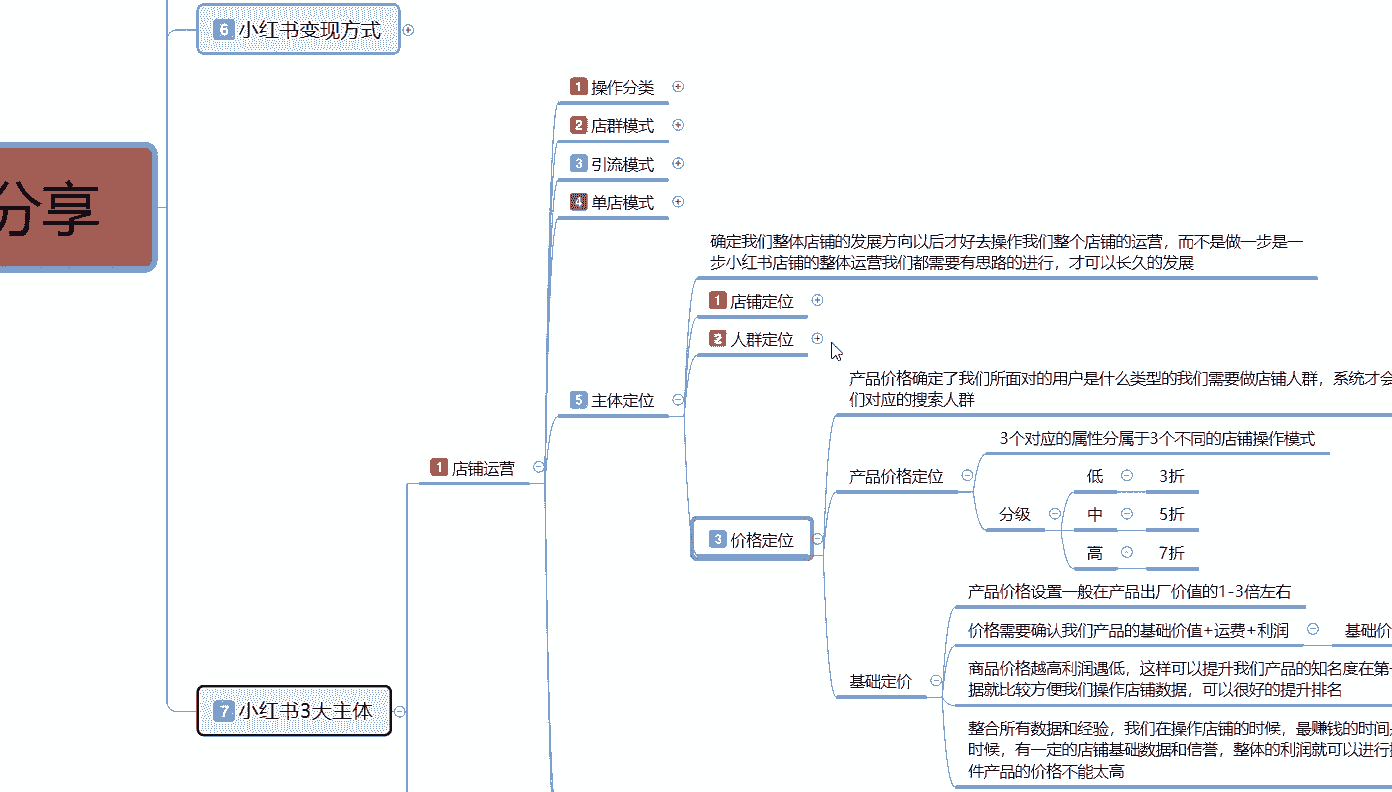 6 小红书变现方式
1 操作分类
2 店群模式
3 引流模式
4 单店模式
分享
确定我们整体店铺的发展方向以后才好去操作我们整个店铺的运营，而不是做一步是一
步小红书店铺的整体运营我们都需要有思路的进行，才可以长久的发展
1 店铺定位
2 人群定位
产品价格确定了我们所面对的用户是什么类型的我们需要做店铺人群，系统才会
们对应的搜索人群
5 主体定位
3个对应的属性分属于3个不同的店铺操作模式
1 店铺运营
产品价格定位
低 3折
分级
中 5折
3 价格定位
高 7折
产品价格设置一般在产品出厂价值的1-3倍左右
价格需要确认我们产品的基础价值+运费+利润
基础价
商品价格越高利润遇低，这样可以提升我们产品的知名度在第一
据就比较方便我们操作店铺数据，可以很好的提升排名
基础定价
7 小红书3大主体
整合所有数据和经验，我们在操作店铺的时候，最赚钱的时间
时候，有一定的店铺基础数据和信誉，整体的利润就可以进行
件产品的价格不能太高